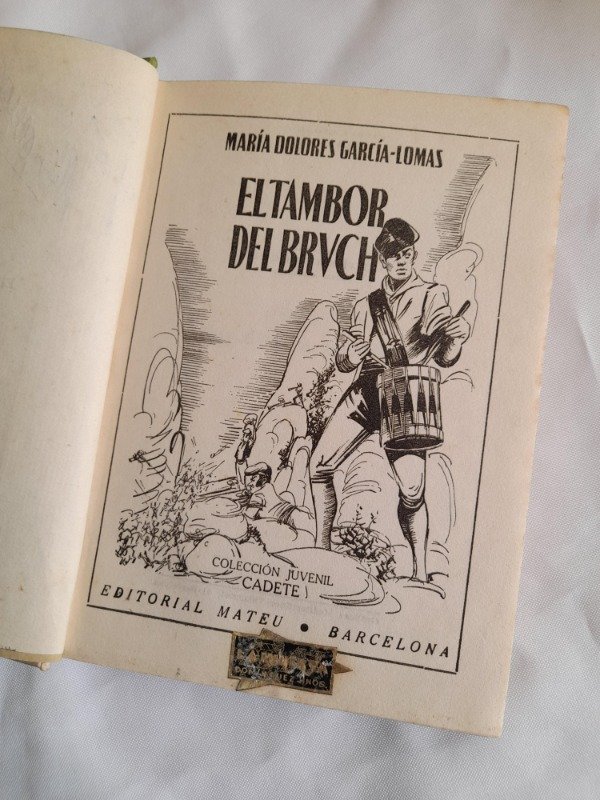 MARÍA DOLORES GARCÍA-LOMAS
EL TAMBOR
DEL BRVCH
COLECCIÓN JUVENIL
CADETE
EDITORIAL MATEU • BARCELONA